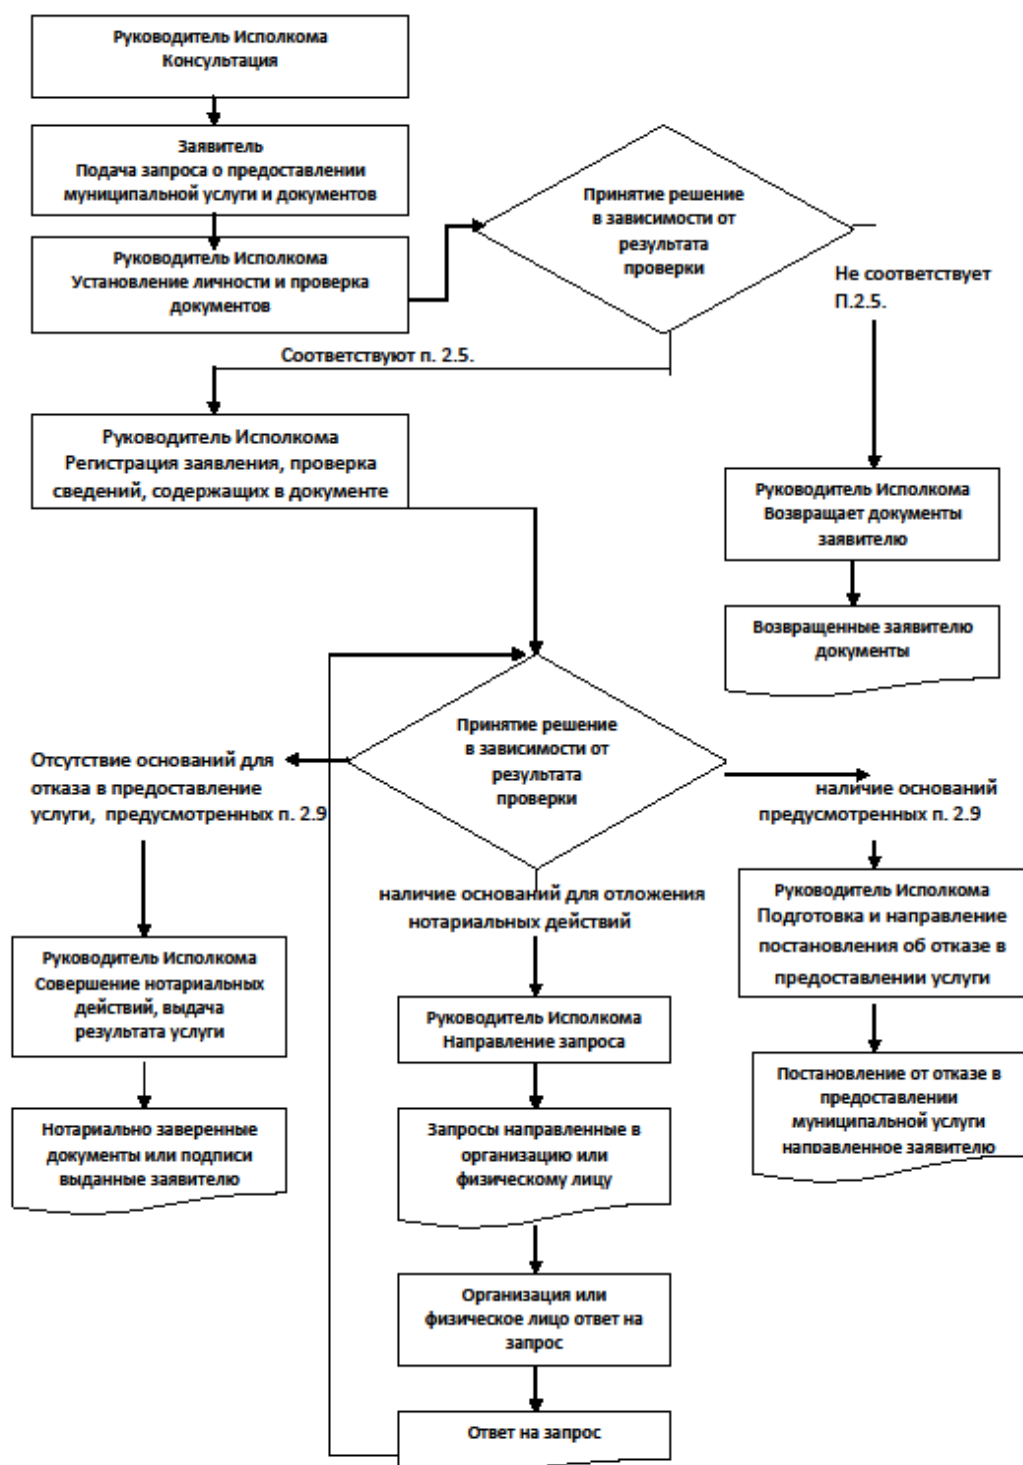 Руководитель Исполкома
Консультация
Заявитель
Подача запроса о предоставлении
муниципальной услуги и документов
Руководитель Исполкома
Установление личности и проверка
документов
Принятие решение
в зависимости от
результата
проверки
Не соответствует
П.2.5.
Соответствуют п. 2.5.
Руководитель Исполкома
Регистрация заявления, проверка
сведений, содержащих в документе
Руководитель Исполкома
Возвращает документы
заявителю
Возвращенные заявителю
документы
Принятие решение
в зависимости от
результата
проверки
Отсутствие оснований для
отказа в предоставление
услуги, предусмотренных п. 2.9
наличие оснований
предусмотренных п. 2.9
наличие оснований для отложения
нотариальных действий
Руководитель Исполкома
Подготовка и направление
постановления об отказе в
предоставлении услуги
Руководитель Исполкома
Совершение нотариальных
действий, выдача
результата услуги
Руководитель Исполкома
Направление запроса
Постановление от отказе в
предоставлении
муниципальной услуги
направленное заявителю
Нотариально заверенные
документы или подписи
выданные заявителю
Запросы направленные в
организацию или
физическому лицу
Организация или
физическое лицо ответ на
запрос
Ответ на запрос